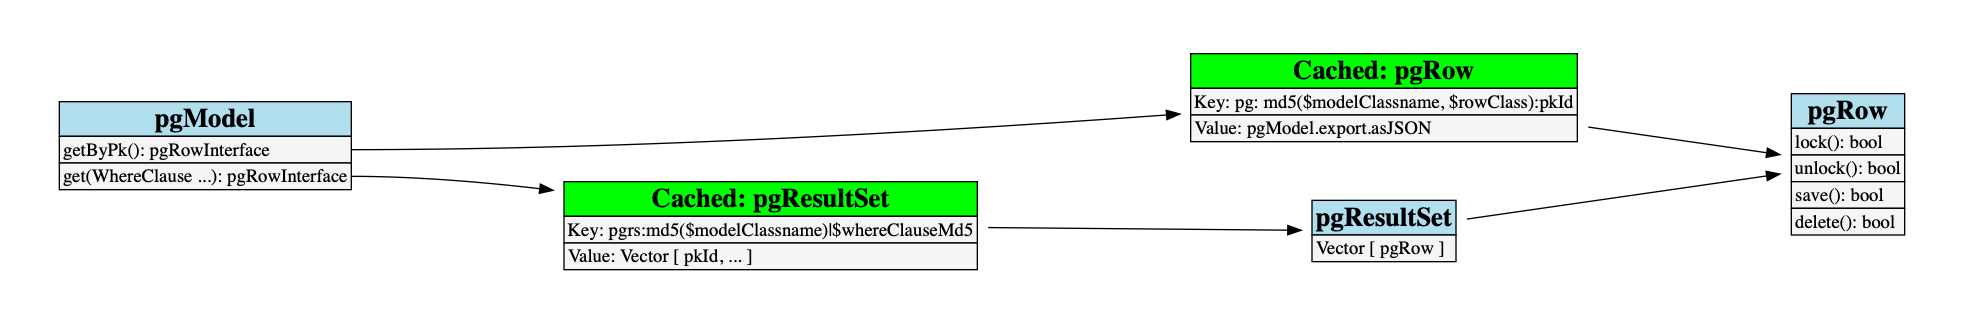 pgModel
getByPk(): pgRowInterface
get(WhereClause ...): pgRowInterface
Cached: pgResultSet
Key: pgrs:md5($modelClassname)|$whereClauseMd5
Value: Vector [ pkId, ... ]
Cached: pgRow
Key: pg: md5($modelClassname, $rowClass):pkId
Value: pgModel.export.asJSON
pgResultSet
Vector [ pgRow ]
pgRow
lock(): bool
unlock(): bool
save(): bool
delete(): bool